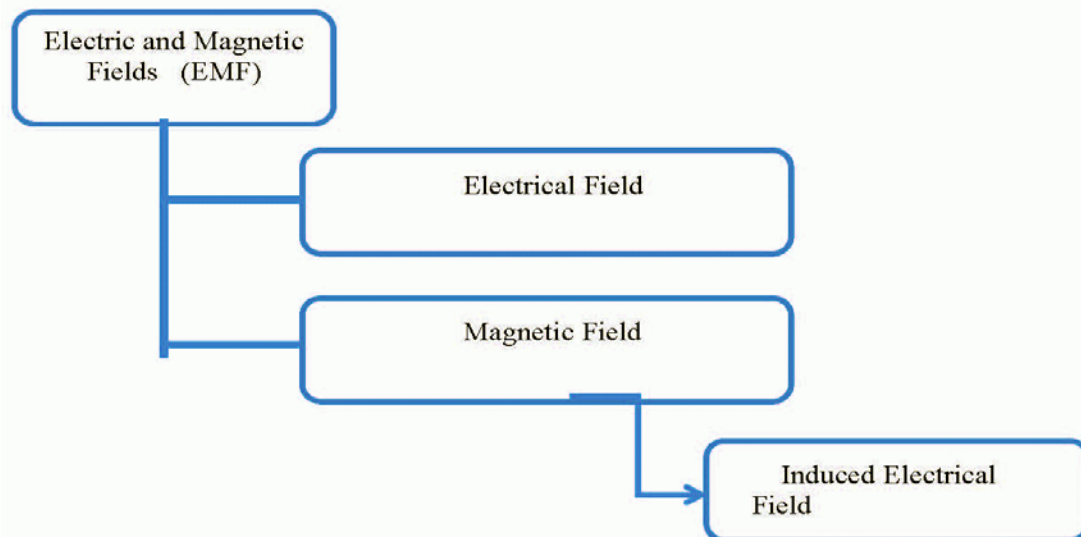 Electric and Magnetic
Fields (EMF)
Electrical Field
Magnetic Field
Induced Electrical
Field